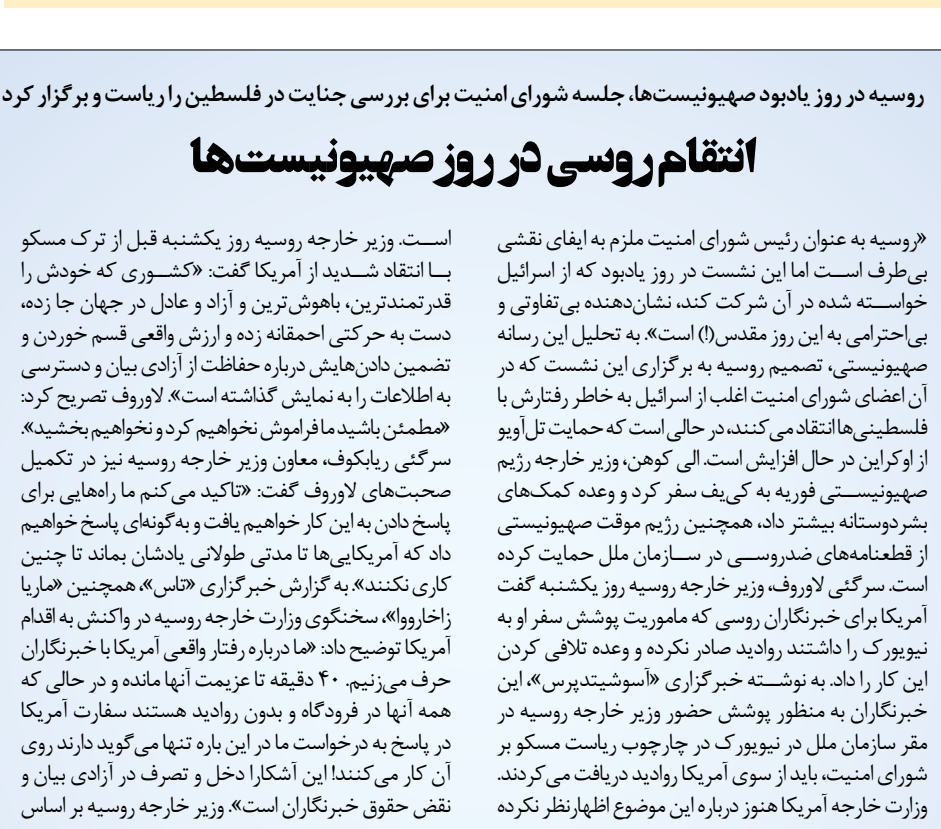 روسیه در روز یادبود صهیونیست‌ها، جلسه شورای امنیت برای بررسی جنایت در فلسطین را ریاست و برگزار کرد
انتقام روسی در روز صهیونیست‌ها
«روسیه به عنوان رئیس شورای امنیت ملزم به ایفای نقشی
بی‌طرف است اما این نشست در روز یادبود که از اسرائیل
خواسته شده در آن شرکت کند، نشان‌دهنده بی‌تفاوتی و
بی‌احترامی به این روز مقدس(!) است». به تحلیل این رسانه
صهیونیستی، تصمیم روسیه به برگزاری این نشست که در
آن اعضای شورای امنیت اغلب از اسرائیل به خاطر رفتارش با
فلسطینی‌ها انتقاد می‌کنند، در حالی است که حمایت تل‌آویو
از اوکراین در حال افزایش است. الی کوهن، وزیر خارجه رژیم
صهیونیستی فوریه به کی‌یف سفر کرد و وعده کمک‌های
بشردوستانه بیشتر داد، همچنین رژیم موقت صهیونیستی
از قطعنامه‌های ضدروسی در سازمان ملل حمایت کرده
است. سرگئی لاوروف، وزیر خارجه روسیه روز یکشنبه گفت
آمریکا برای خبرنگاران روسی که ماموریت پوشش سفر او به
نیویورک را داشتند روادید صادر نکرده و وعده تلافی کردن
این کار را داد. به نوشته خبرگزاری «آسوشیتدپرس»، این
خبرنگاران به منظور پوشش حضور وزیر خارجه روسیه در
مقر سازمان ملل در نیویورک در چارچوب ریاست مسکو بر
شورای امنیت، باید از سوی آمریکا روادید دریافت می‌کردند.
وزارت خارجه آمریکا هنوز درباره این موضوع اظهارنظر نکرده
است. وزیر خارجه روسیه روز یکشنبه قبل از ترک مسکو
با انتقاد شدید از آمریکا گفت: «کشوری که خودش را
قدرتمندترین، باهوش‌ترین و آزاد و عادل در جهان جا زده،
دست به حرکتی احمقانه زده و ارزش واقعی قسم خوردن و
تضمین دادن‌هایش درباره حفاظت از آزادی بیان و دسترسی
به اطلاعات را به نمایش گذاشته است». لاوروف تصریح کرد:
«مطمئن باشید ما فراموش نخواهیم کرد و نخواهیم بخشید».
سرگئی ریابکوف، معاون وزیر خارجه روسیه نیز در تکمیل
صحبت‌های لاوروف گفت: «تاکید می‌کنم ما راه‌هایی برای
پاسخ دادن به این کار خواهیم یافت و به‌گونه‌ای پاسخ خواهیم
داد که آمریکایی‌ها تا مدتی طولانی یادشان بماند تا چنین
کاری نکنند». به گزارش خبرگزاری «تاس»، همچنین «ماریا
زاخارووا»، سخنگوی وزارت خارجه روسیه در واکنش به اقدام
آمریکا توضیح داد: «ما درباره رفتار واقعی آمریکا با خبرنگاران
حرف می‌زنیم. ۴۰ دقیقه تا عزیمت آنها مانده و در حالی که
همه آنها در فرودگاه و بدون روادید هستند سفارت آمریکا
در پاسخ به درخواست ما در این باره تنها می‌گوید دارند روی
آن کار می‌کنند! این آشکارا دخل و تصرف در آزادی بیان و
نقض حقوق خبرنگاران است». وزیر خارجه روسیه بر اساس